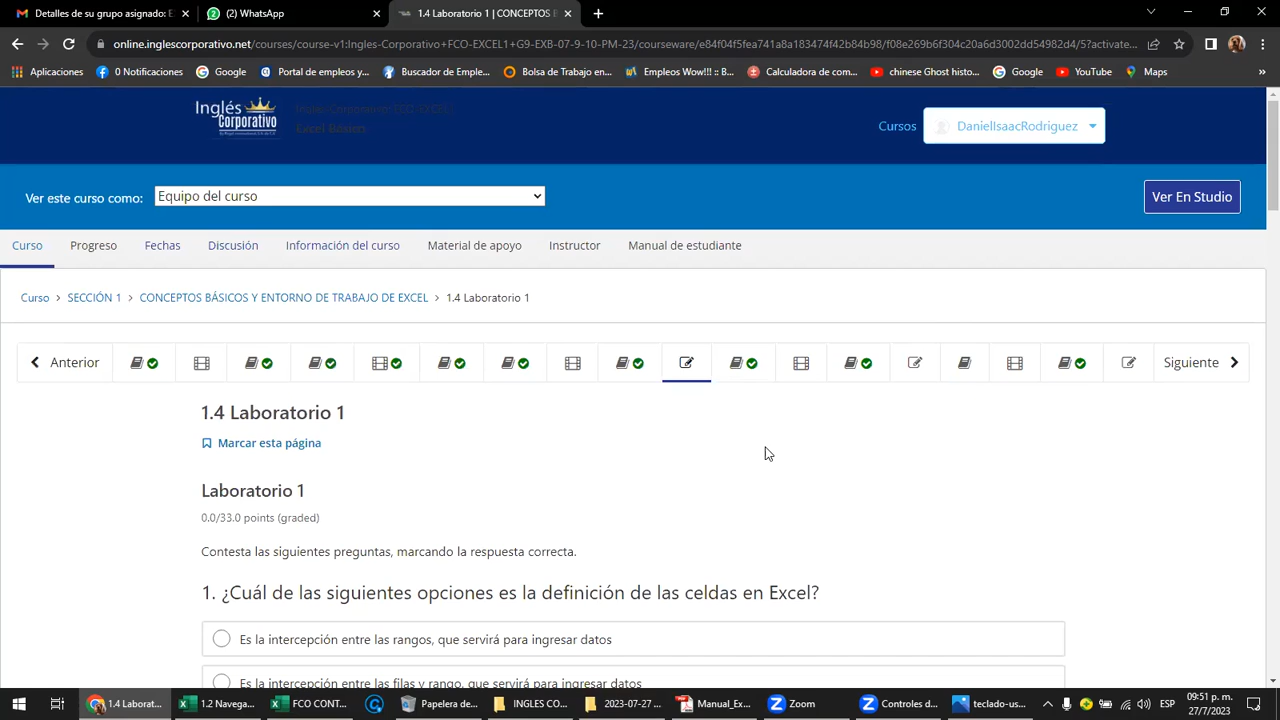 Detalles de su grupo asignado: E
(2) WhatsApp
1.4 Laboratorio 1 | CONCEPTOS B
online.inglescorporativo.net/courses/course-v1:Ingles-Corporativo+FCO-EXCEL1+G9-EXB-07-9-10-PM-23/courseware/e84f04f5fea741a8a183474f42b84b98/f08e269b6f304c20a6d3002dd54982d4/5?activate...
Aplicaciones
0 Notificaciones
Google
Portal de empleos y...
Buscador de Emple...
Bolsa de Trabajo en...
Empleos Wow!!! :: B...
Calculadora de com...
chinese Ghost histo...
Google
YouTube
Maps
»
Inglés Corporativo
Excel Básico
Cursos
DanielIsaacRodriguez
Ver este curso como:
Equipo del curso
Ver En Studio
Curso
Progreso
Fechas
Discusión
Información del curso
Material de apoyo
Instructor
Manual de estudiante
Curso > SECCIÓN 1 > CONCEPTOS BÁSICOS Y ENTORNO DE TRABAJO DE EXCEL > 1.4 Laboratorio 1
Anterior
Siguiente
1.4 Laboratorio 1
Marcar esta página
Laboratorio 1
0.0/33.0 points (graded)
Contesta las siguientes preguntas, marcando la respuesta correcta.
1. ¿Cuál de las siguientes opciones es la definición de las celdas en Excel?
Es la intercepción entre las rangos, que servirá para ingresar datos
Es la intercepción entre las filas y rango, que servirá para ingresar datos
1.4 Laborat...
1.2 Navega...
FCO CONT...
Papelera de...
INGLES CO...
2023-07-27 ...
Manual_Ex...
Zoom
Controles d...
teclado-us...
ESP
09:51 p. m.
27/7/2023